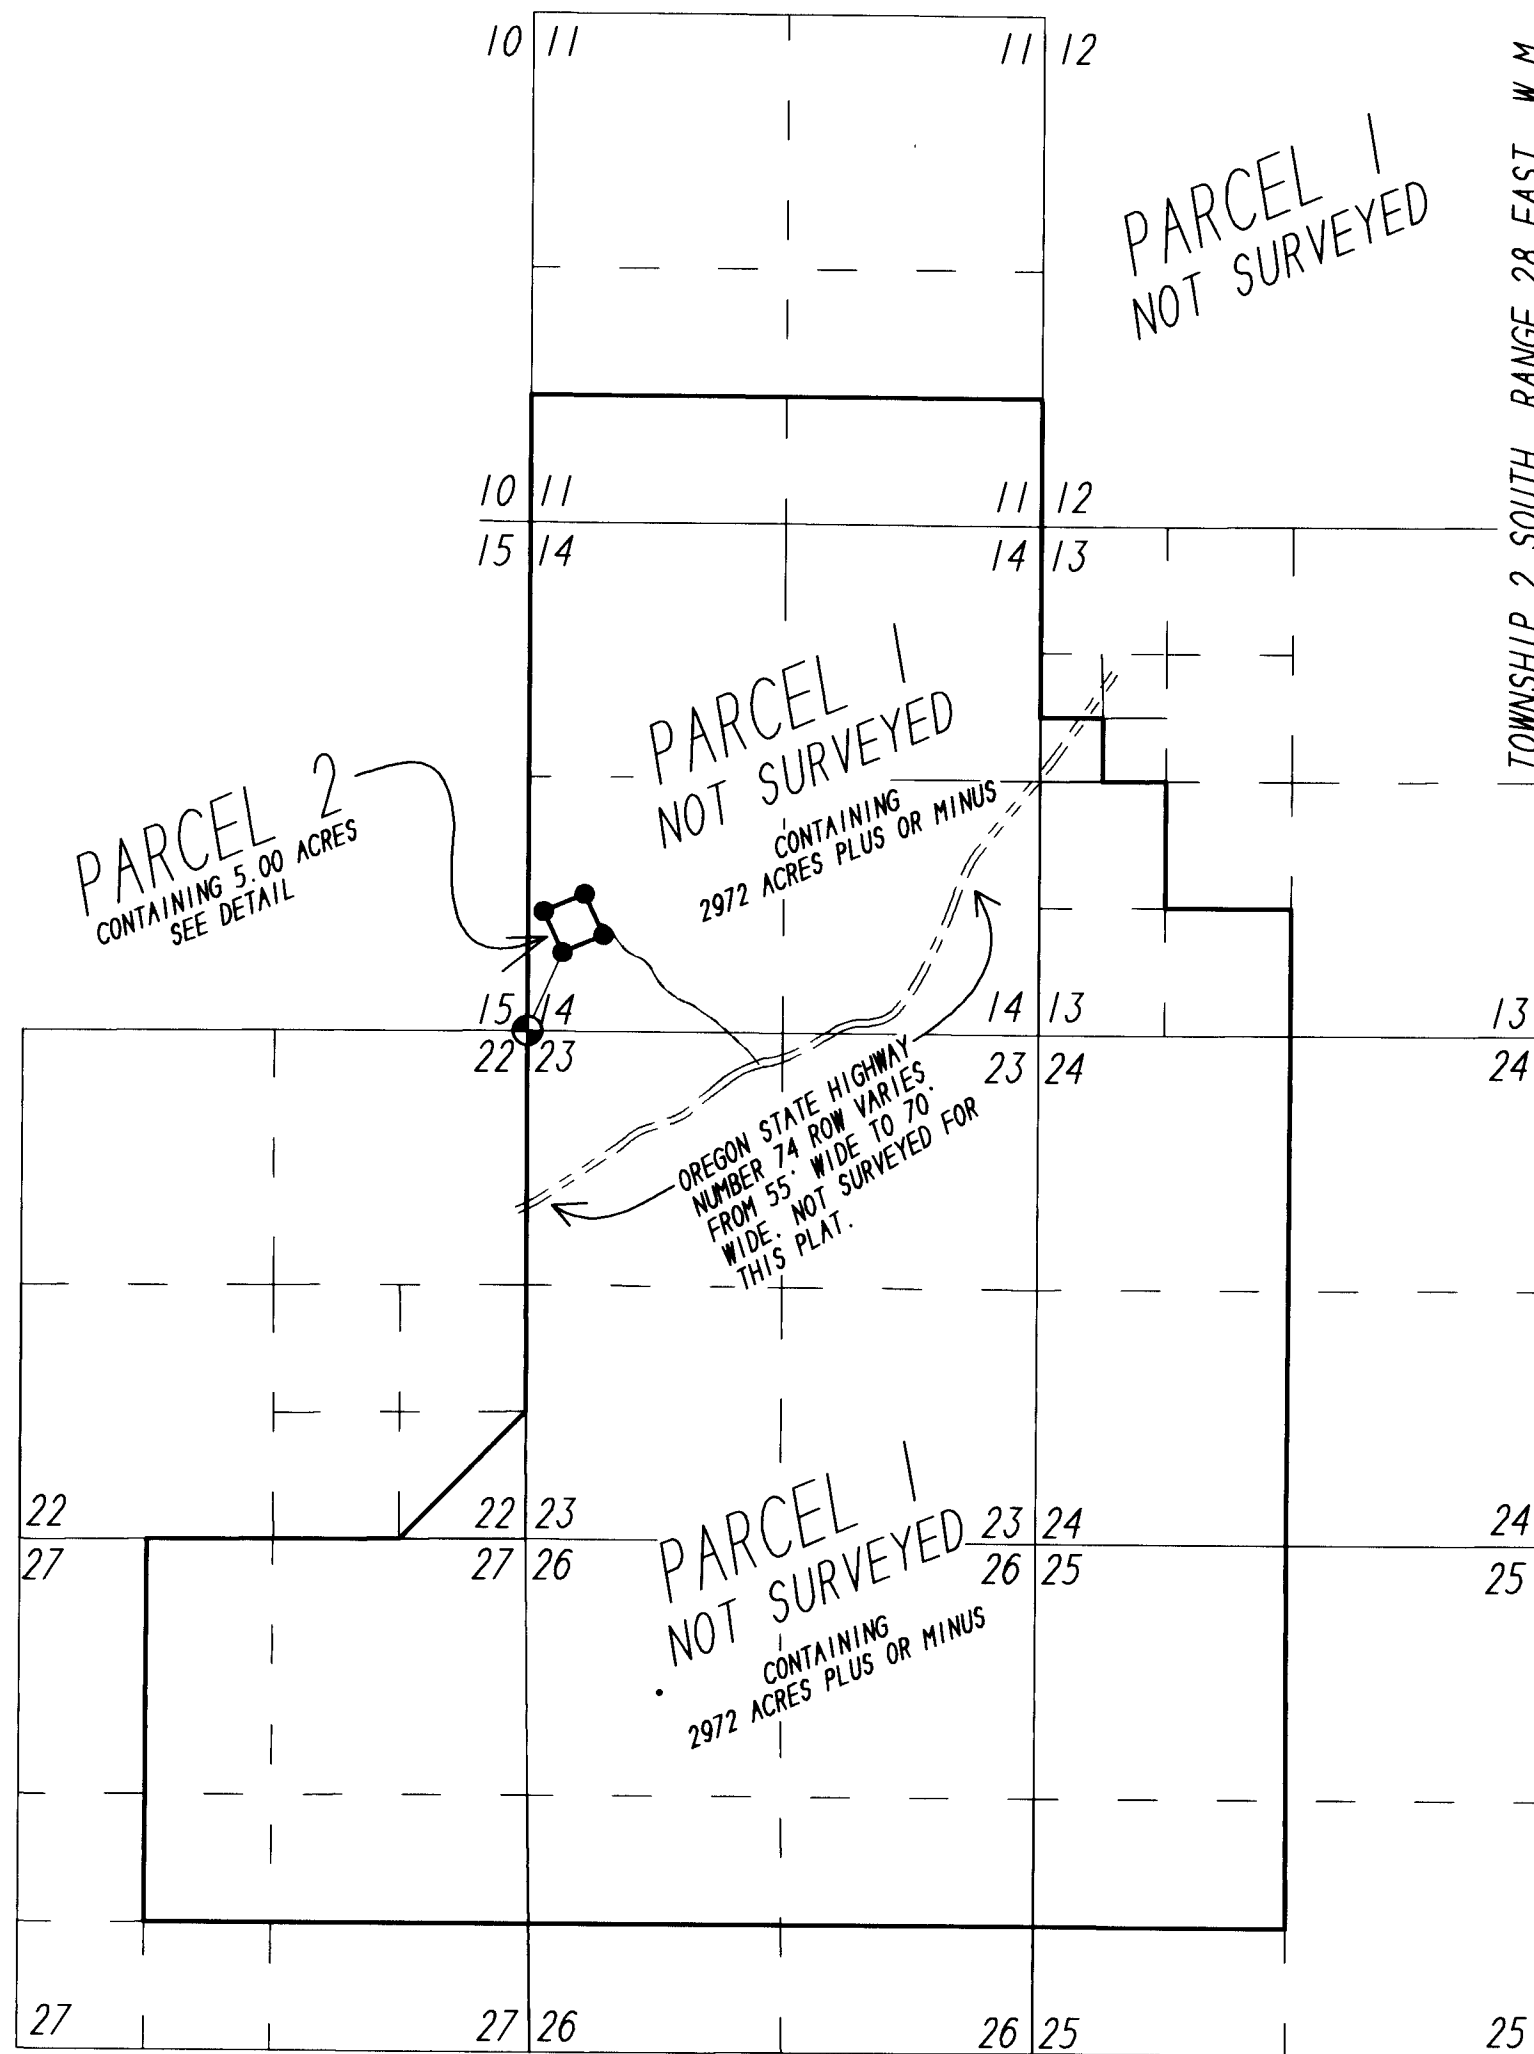 10 11
11 12
PARCEL 1
NOT SURVEYED
TOWNSHIP 2 SOUTH RANGE 28 EAST W M
10 11
11 12
15 14
14 13
PARCEL 1
NOT SURVEYED
CONTAINING
2972 ACRES PLUS OR MINUS
PARCEL 2
CONTAINING 5.00 ACRES
SEE DETAIL
15 14
14 13
13
22 23
23 24
24
OREGON STATE HIGHWAY
NUMBER 74 ROW VARIES
FROM 55' WIDE TO 70'
WIDE. NOT SURVEYED FOR
THIS PLAT.
22
22 23
23 24
24
27
27 26
26 25
25
PARCEL 1
NOT SURVEYED
CONTAINING
2972 ACRES PLUS OR MINUS
27
27 26
26 25
25